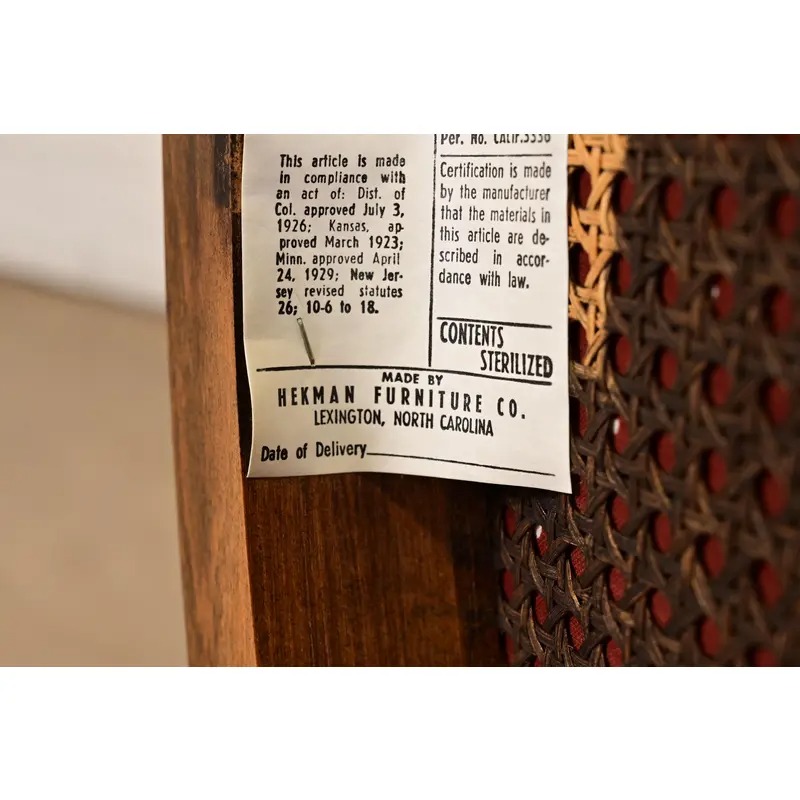 This article is made
in compliance with
an act of: Dist. of
Col. approved July 3,
1926; Kansas, ap-
proved March 1923;
Minn. approved April
24, 1929; New Jer-
sey revised statutes
26; 10-6 to 18.
Per. No. CALIF.3336
Certification is made
by the manufacturer
that the materials in
this article are de-
scribed in accor-
dance with law.
CONTENTS
STERILIZED
MADE BY
HEKMAN FURNITURE CO.
LEXINGTON, NORTH CAROLINA
Date of Delivery